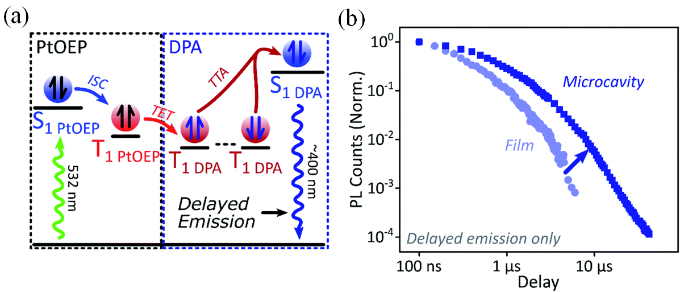 (a)
PtOEP
DPA
ISC
S1 PtOEP
TET
T1 PtOEP
TTA
S1 DPA
T1 DPA
T1 DPA
532 nm
~400 nm
Delayed
Emission
(b)
PL Counts (Norm.)
10⁰
10⁻¹
10⁻²
10⁻³
10⁻⁴
Microcavity
Film
Delayed emission only
100 ns
1 µs
10 µs
Delay